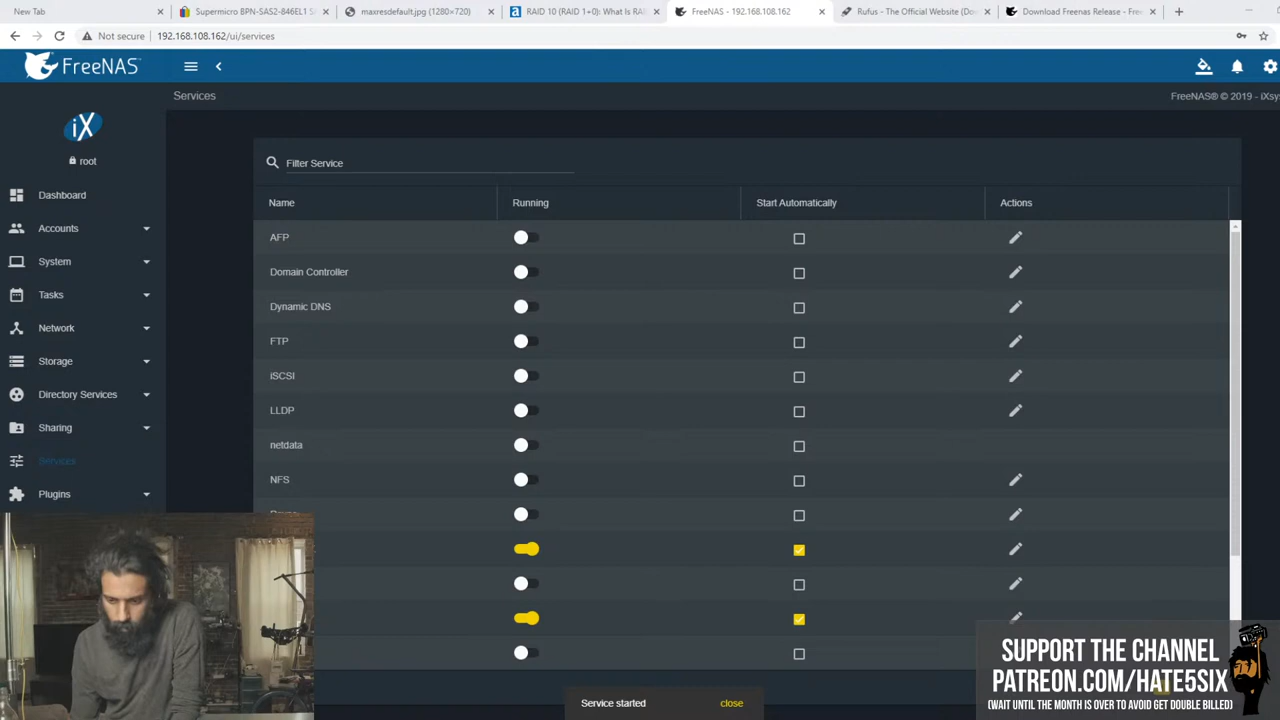 New Tab
Supermicro BPN-SAS2-846EL1
maxresdefault.jpg (1280×720)
RAID 10 (RAID 1+0): What Is RAID
FreeNAS - 192.168.108.162
Rufus - The Official Website (Do
Download Freenas Release - Free
Not secure
192.168.108.162/ui/services
FreeNAS
Services
FreeNAS® © 2019 - iXsy
iX
root
Dashboard
Accounts
System
Tasks
Network
Storage
Directory Services
Sharing
Services
Plugins
Filter Service
Name Running Start Automatically Actions
AFP
Domain Controller
Dynamic DNS
FTP
iSCSI
LLDP
netdata
NFS
Service started close
SUPPORT THE CHANNEL
PATREON.COM/HATE5SIX
(WAIT UNTIL THE MONTH IS OVER TO AVOID GET DOUBLE BILLED)